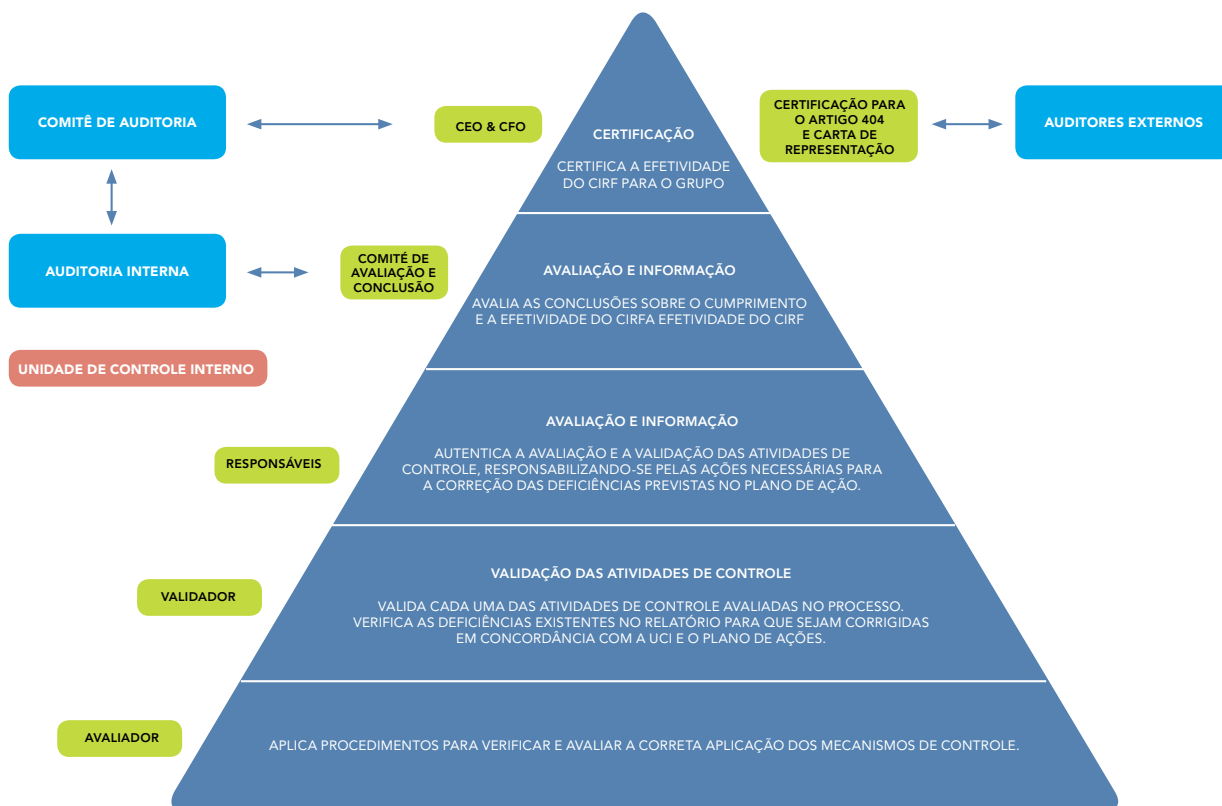 COMITÊ DE AUDITORIA
CEO & CFO
CERTIFICAÇÃO
CERTIFICA A EFETIVIDADE
DO CIRF PARA O GRUPO
CERTIFICAÇÃO PARA
O ARTIGO 404
E CARTA DE
REPRESENTAÇÃO
AUDITORES EXTERNOS
AUDITORIA INTERNA
COMITÉ DE
AVALIAÇÃO E
CONCLUSÃO
AVALIAÇÃO E INFORMAÇÃO
AVALIA AS CONCLUSÕES SOBRE O CUMPRIMENTO
E A EFETIVIDADE DO CIRFA EFETIVIDADE DO CIRF
UNIDADE DE CONTROLE INTERNO
RESPONSÁVEIS
AVALIAÇÃO E INFORMAÇÃO
AUTENTICA A AVALIAÇÃO E A VALIDAÇÃO DAS ATIVIDADES DE
CONTROLE, RESPONSABILIZANDO-SE PELAS AÇÕES NECESSÁRIAS PARA
A CORREÇÃO DAS DEFICIÊNCIAS PREVISTAS NO PLANO DE AÇÃO.
VALIDADOR
VALIDAÇÃO DAS ATIVIDADES DE CONTROLE
VALIDA CADA UMA DAS ATIVIDADES DE CONTROLE AVALIADAS NO PROCESSO.
VERIFICA AS DEFICIÊNCIAS EXISTENTES NO RELATÓRIO PARA QUE SEJAM CORRIGIDAS
EM CONCORDÂNCIA COM A UCI E O PLANO DE AÇÕES.
AVALIADOR
APLICA PROCEDIMENTOS PARA VERIFICAR E AVALIAR A CORRETA APLICAÇÃO DOS MECANISMOS DE CONTROLE.